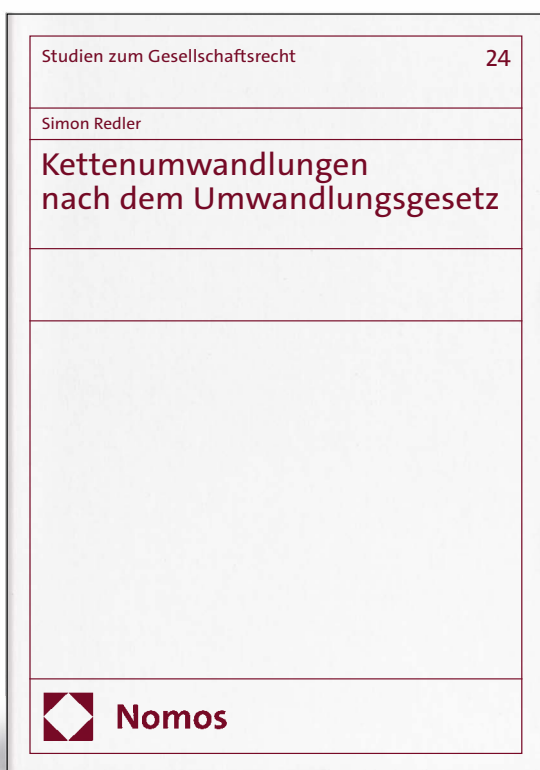 Studien zum Gesellschaftsrecht 24
Simon Redler
Kettenumwandlungen
nach dem Umwandlungsgesetz
Nomos